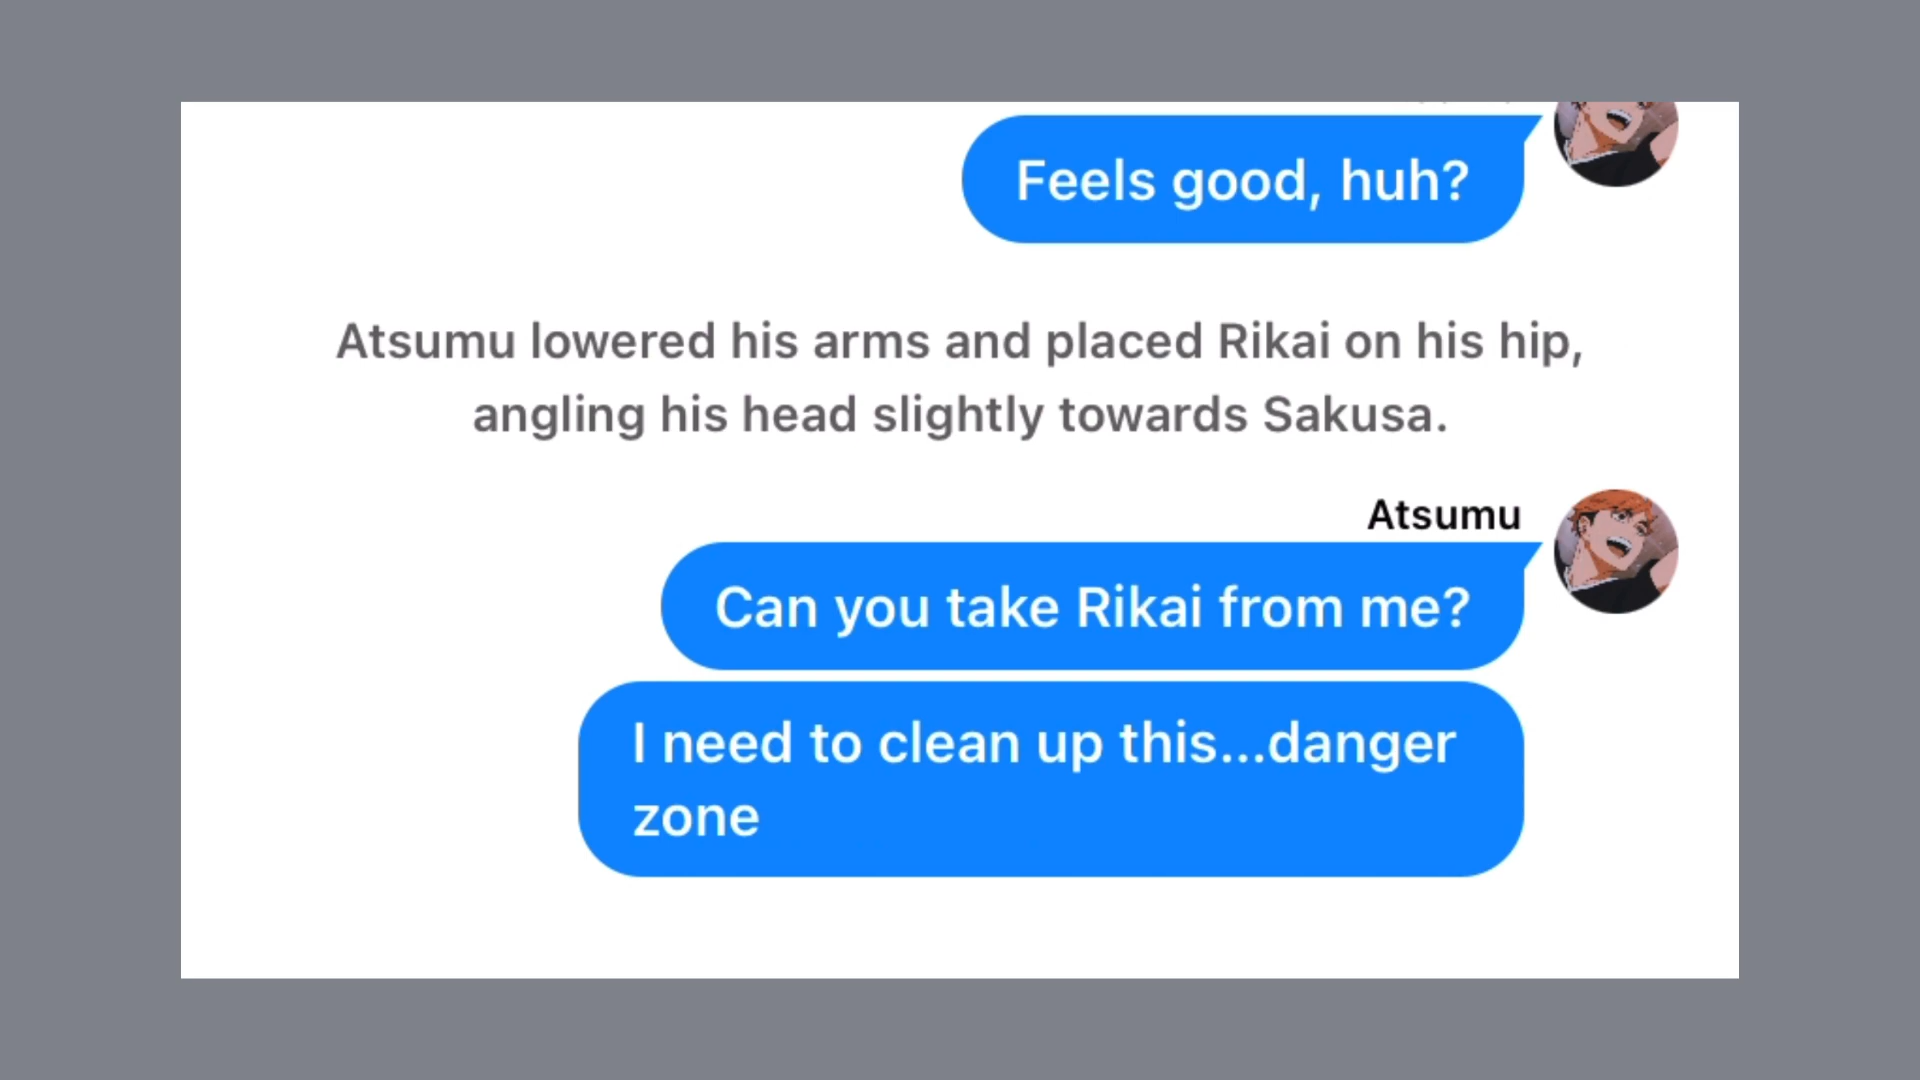 Feels good, huh?
Atsumu lowered his arms and placed Rikai on his hip,
angling his head slightly towards Sakusa.
Atsumu
Can you take Rikai from me?
I need to clean up this...danger
zone